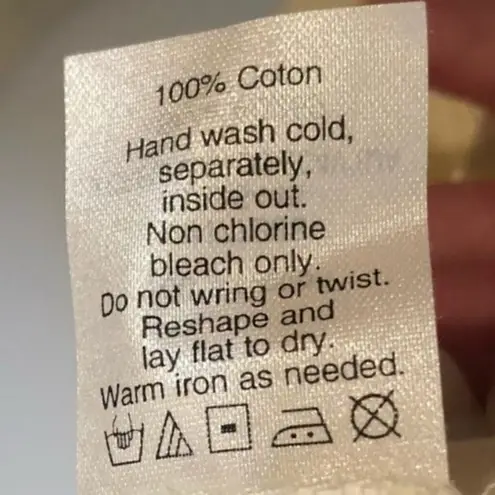 100% Coton
Hand wash cold,
separately,
inside out.
Non chlorine
bleach only.
Do not wring or twist.
Reshape and
lay flat to dry.
Warm iron as needed.